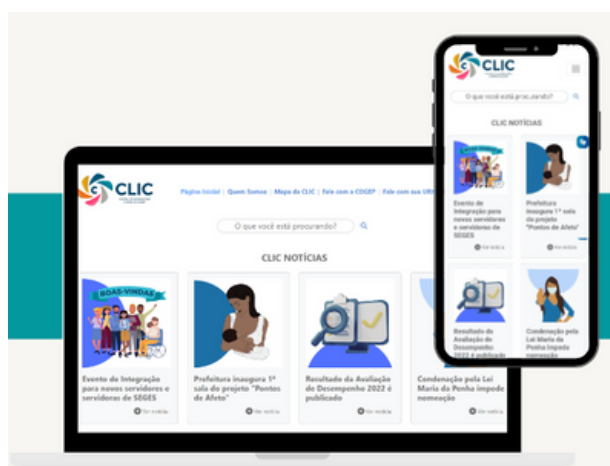 CLIC
Página Inicial | Quem Somos | Mapa da CLIC | Fale com a COGEP | Fale com sua
O que você está procurando?
CLIC NOTÍCIAS
BOAS-VINDAS
Evento de Integração
para novos servidores e
servidoras de SEGES
Ver notícia
Prefeitura inaugura 1ª
sala do projeto "Pontos
de Afeto"
Ver notícia
Resultado da Avaliação
de Desempenho 2022 é
publicado
Ver notícia
Condenação pela Lei
Maria da Penha impede
nomeação
Ver notícia
CLIC
O que você está procurando?
CLIC NOTÍCIAS
BOAS-VINDAS
Evento de
Integração para
novos servidores
e servidoras de
SEGES
Ver notícia
Prefeitura
inaugura 1ª sala
do projeto
"Pontos de Afeto"
Ver notícia
Resultado da
Avaliação de
Desempenho
2022 é publicado
Condenação pela
Lei Maria da
Penha impede
nomeação